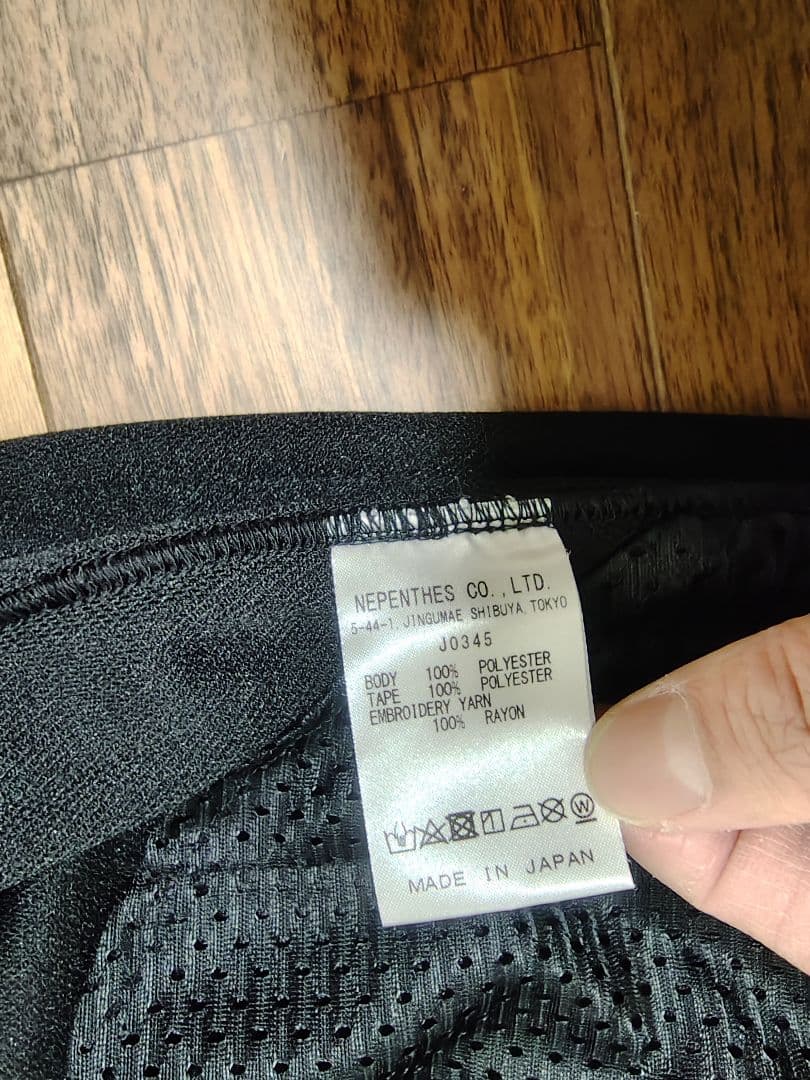 NEPENTHES CO., LTD.
5-44-1, JINGUMAE SHIBUYA TOKYO
J0345
BODY 100% POLYESTER
TAPE 100% POLYESTER
EMBROIDERY YARN
100% RAYON
W
MADE IN JAPAN